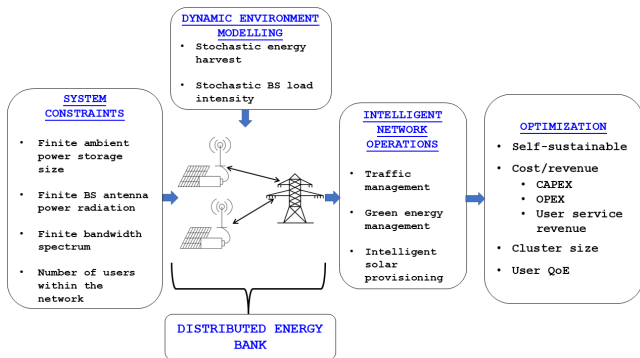 DYNAMIC ENVIRONMENT
MODELLING
• Stochastic energy
harvest
• Stochastic BS load
intensity
SYSTEM
CONSTRAINTS
• Finite ambient
power storage
size
• Finite BS antenna
power radiation
• Finite bandwidth
spectrum
• Number of users
within the
network
INTELLIGENT
NETWORK
OPERATIONS
• Traffic
management
• Green energy
management
• Intelligent
solar
provisioning
OPTIMIZATION
• Self-sustainable
• Cost/revenue
• CAPEX
• OPEX
• User service
revenue
• Cluster size
• User QoE
DISTRIBUTED ENERGY
BANK